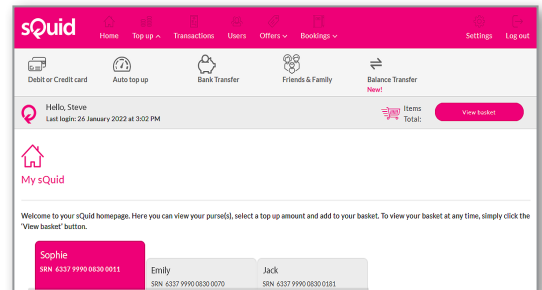 sQuid
Home Top up Transactions Users Offers Bookings Settings Log out
Debit or Credit card Auto top up Bank Transfer Friends & Family Balance Transfer
New!
Hello, Steve
Last login: 26 January 2022 at 3:02 PM
Items
Total:
View basket
My sQuid
Welcome to your sQuid homepage. Here you can view your purse(s), select a top up amount and add to your basket. To view your basket at any time, simply click the
'View basket' button.
Sophie
SRN 6337 9990 0830 0011
Emily
SRN 6337 9990 0830 0070
Jack
SRN 6337 9990 0830 0181